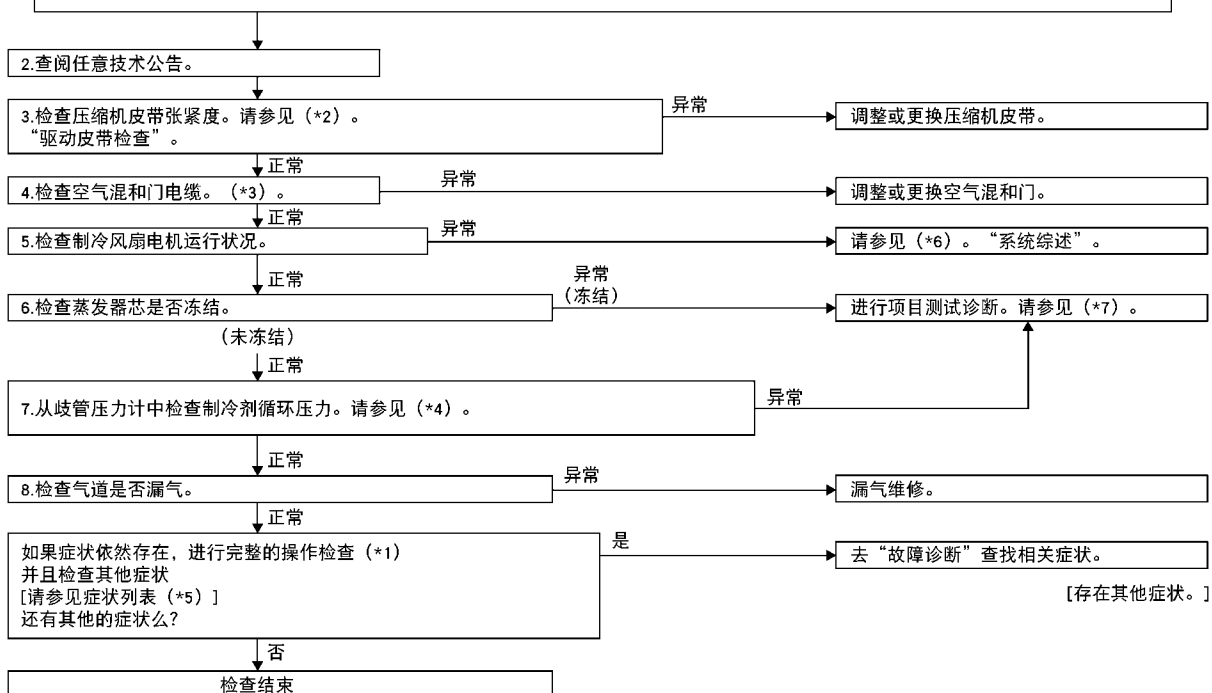 2.查阅任意技术公告。
3.检查压缩机皮带张紧度。请参见（*2）。
“驱动皮带检查”。
异常
调整或更换压缩机皮带。
正常
4.检查空气混和门电缆。（*3）。
异常
调整或更换空气混和门。
正常
5.检查制冷风扇电机运行状况。
异常
请参见（*6）。“系统综述”。
正常
6.检查蒸发器芯是否冻结。
异常
（冻结）
进行项目测试诊断。请参见（*7）。
（未冻结）
正常
7.从歧管压力计中检查制冷剂循环压力。请参见（*4）。
异常
正常
8.检查气道是否漏气。
异常
漏气维修。
正常
如果症状依然存在，进行完整的操作检查（*1）
并且检查其他症状
[请参见症状列表（*5）]
还有其他的症状么？
是
去“故障诊断”查找相关症状。
[存在其他症状。]
否
检查结束